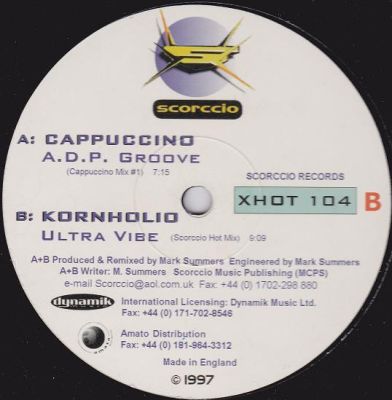 scorccio
A: CAPPUCCINO
A.D.P. GROOVE
(Cappuccino Mix #1) 7:15
SCORCCIO RECORDS
XHOT 104 B
B: KORNHOLIO
ULTRA VIBE (Scorccio Hot Mix) 9:09
A+B Produced & Remixed by Mark Summers Engineered by Mark Summers
A+B Writer: M. Summers Scorccio Music Publishing (MCPS)
e-mail Scorccio@aol.com.uk Fax: +44 (0) 1702-298 880
dynamik International Licensing: Dynamik Music Ltd.
Fax: +44 (0) 171-702-8546
amato Amato Distribution
Fax: +44 (0) 181-964-3312
Made in England
© 1997